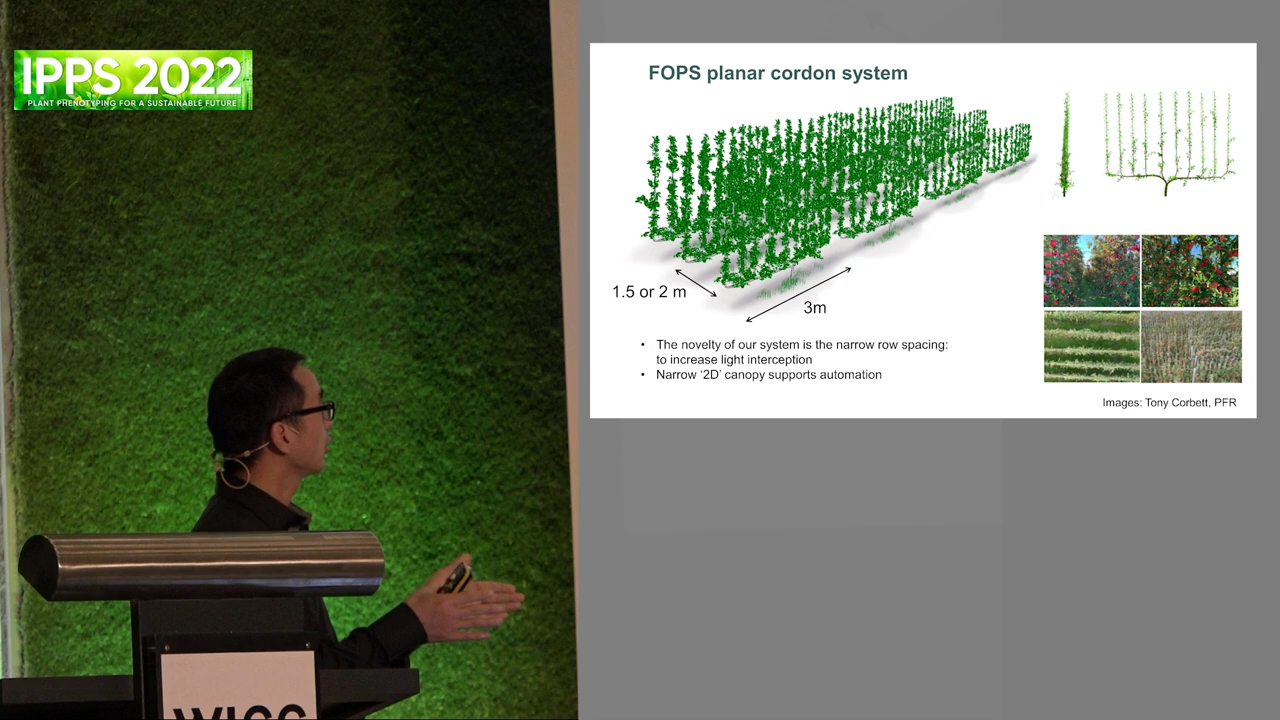 IPPS 2022
PLANT PHENOTYPING FOR A SUSTAINABLE FUTURE
FOPS planar cordon system
1.5 or 2 m
3m
• The novelty of our system is the narrow row spacing:
to increase light interception
• Narrow ‘2D’ canopy supports automation
Images: Tony Corbett, PFR